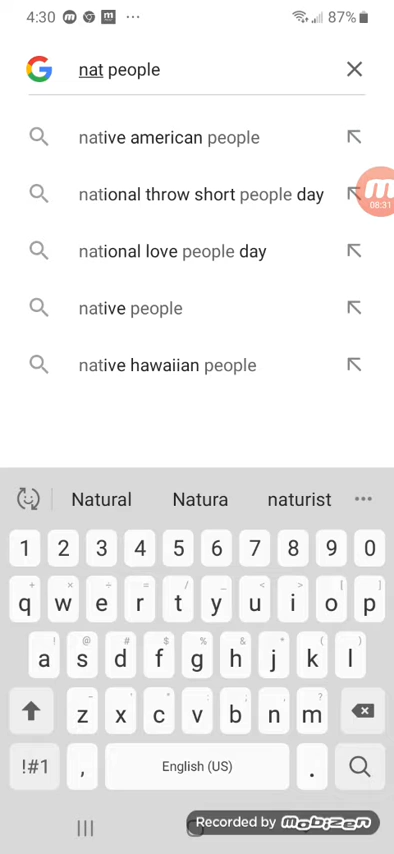 4:30 87%
nat people
native american people
national throw short people day
08:31
national love people day
native people
native hawaiian people
Natural Natura naturist
1 2 3 4 5 6 7 8 9 0
+ × ÷ = / _ < > [ ]
q w e r t y u i o p
! @ # $ % & * ( )
a s d f g h j k l
- ' " : ; , ?
z x c v b n m
!#1 , English (US) .
Recorded by mobizen